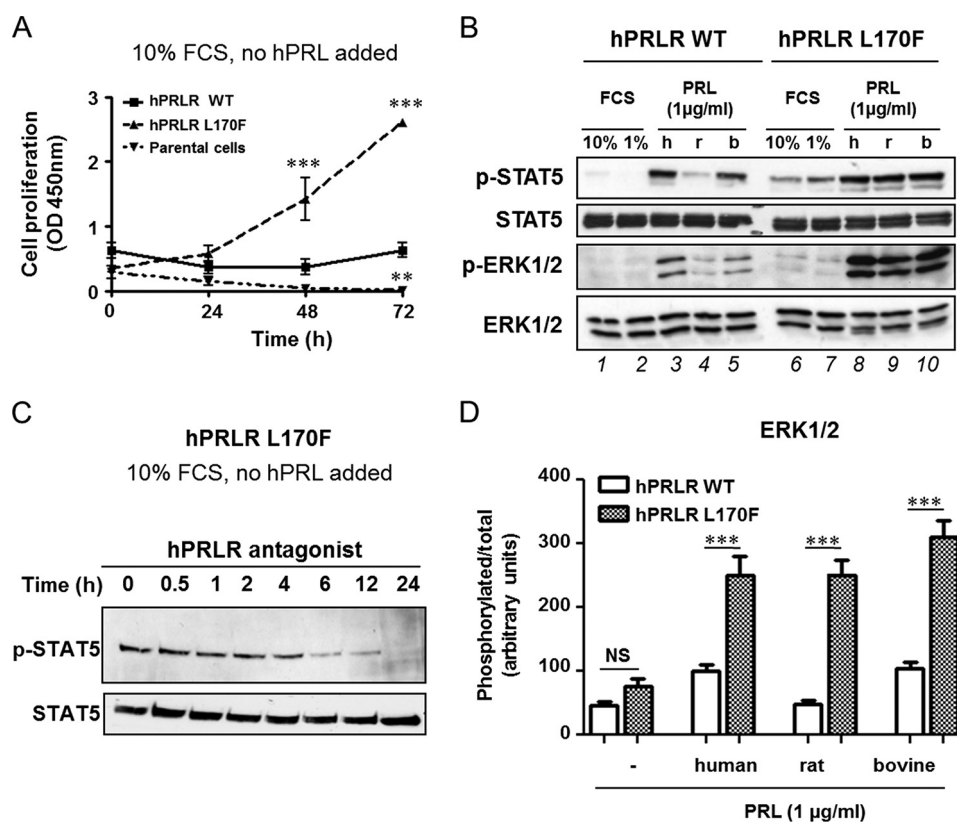 A
10% FCS, no hPRL added
Cell proliferation
(OD 450nm)
3
2
1
0
hPRLR WT
hPRLR L170F
Parental cells
***
***
**
0 24 48 72
Time (h)
B
hPRLR WT hPRLR L170F
FCS PRL (1µg/ml) FCS PRL (1µg/ml)
10% 1% h r b 10% 1% h r b
p-STAT5
STAT5
p-ERK1/2
ERK1/2
1 2 3 4 5 6 7 8 9 10
C
hPRLR L170F
10% FCS, no hPRL added
hPRLR antagonist
Time (h) 0 0.5 1 2 4 6 12 24
p-STAT5
STAT5
D
ERK1/2
Phosphorylated/total
(arbitrary units)
400
300
200
100
0
hPRLR WT
hPRLR L170F
NS
***
***
***
- human rat bovine
PRL (1 µg/ml)